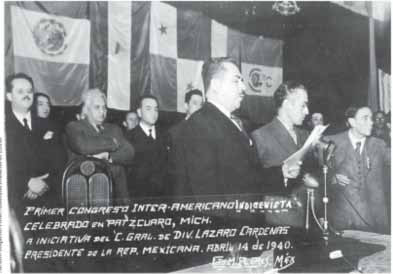 PRIMER CONGRESO INTER-AMERICANO INDIGENISTA
CELEBRADO EN PATZCUARO, MICH.
A INICIATIVA DEL C. GRAL. DE DIV. LAZARO CARDENAS
PRESIDENTE DE LA REP. MEXICANA, ABRIL 14 de 1940.
MEX